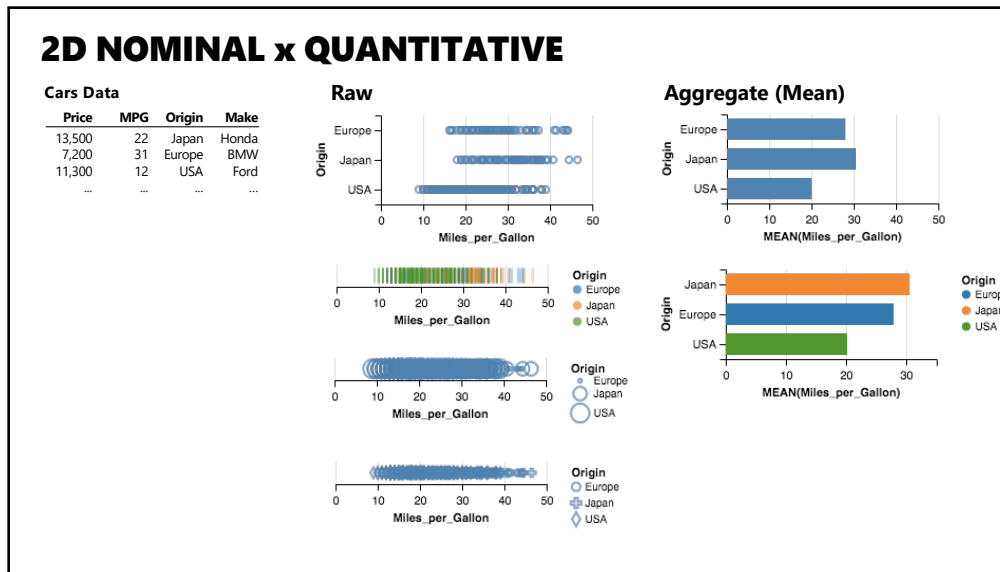 2D NOMINAL x QUANTITATIVE
Cars Data
Price MPG Origin Make
13,500 22 Japan Honda
7,200 31 Europe BMW
11,300 12 USA Ford
... ... ... ...
Raw
Origin
Europe
Japan
USA
0 10 20 30 40 50
Miles_per_Gallon
0 10 20 30 40 50
Miles_per_Gallon
Origin
Europe
Japan
USA
0 10 20 30 40 50
Miles_per_Gallon
Origin
Europe
Japan
USA
0 10 20 30 40 50
Miles_per_Gallon
Origin
Europe
Japan
USA
Aggregate (Mean)
Origin
Europe
Japan
USA
0 10 20 30 40 50
MEAN(Miles_per_Gallon)
Origin
Japan
Europe
USA
0 10 20 30
MEAN(Miles_per_Gallon)
Origin
Europ
Japan
USA